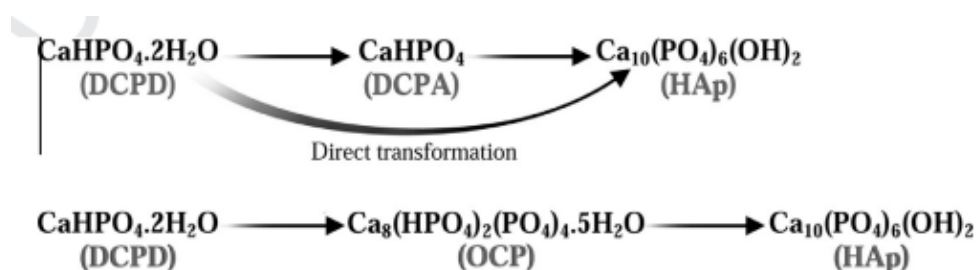 CaHPO₄.2H₂O → CaHPO₄ → Ca₁₀(PO₄)₆(OH)₂
(DCPD) (DCPA) (HAp)
Direct transformation
CaHPO₄.2H₂O → Ca₈(HPO₄)₂(PO₄)₄.5H₂O → Ca₁₀(PO₄)₆(OH)₂
(DCPD) (OCP) (HAp)